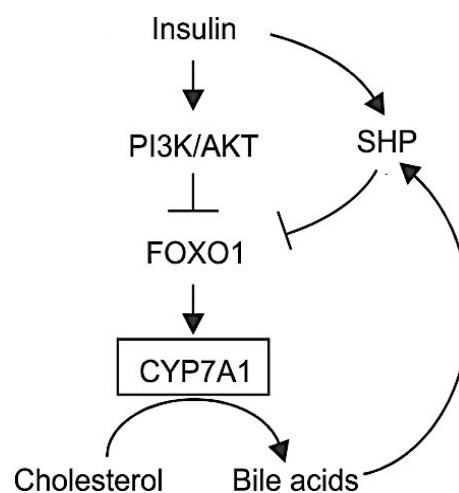 Insulin
PI3K/AKT
SHP
FOXO1
CYP7A1
Cholesterol
Bile acids